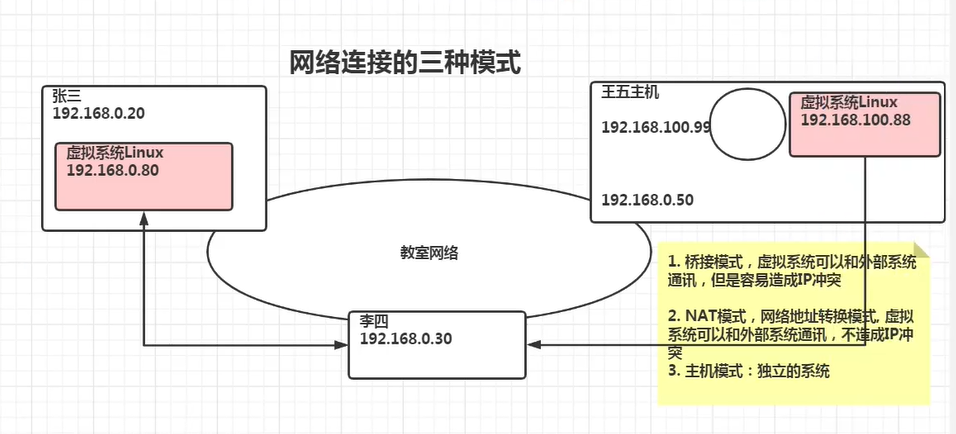 网络连接的三种模式
张三
192.168.0.20
虚拟系统Linux
192.168.0.80
王五主机
192.168.100.99
虚拟系统Linux
192.168.100.88
192.168.0.50
教室网络
李四
192.168.0.30
1. 桥接模式，虚拟系统可以和外部系统
通讯，但是容易造成IP冲突
2. NAT模式，网络地址转换模式, 虚拟
系统可以和外部系统通讯，不造成IP冲
突
3. 主机模式：独立的系统